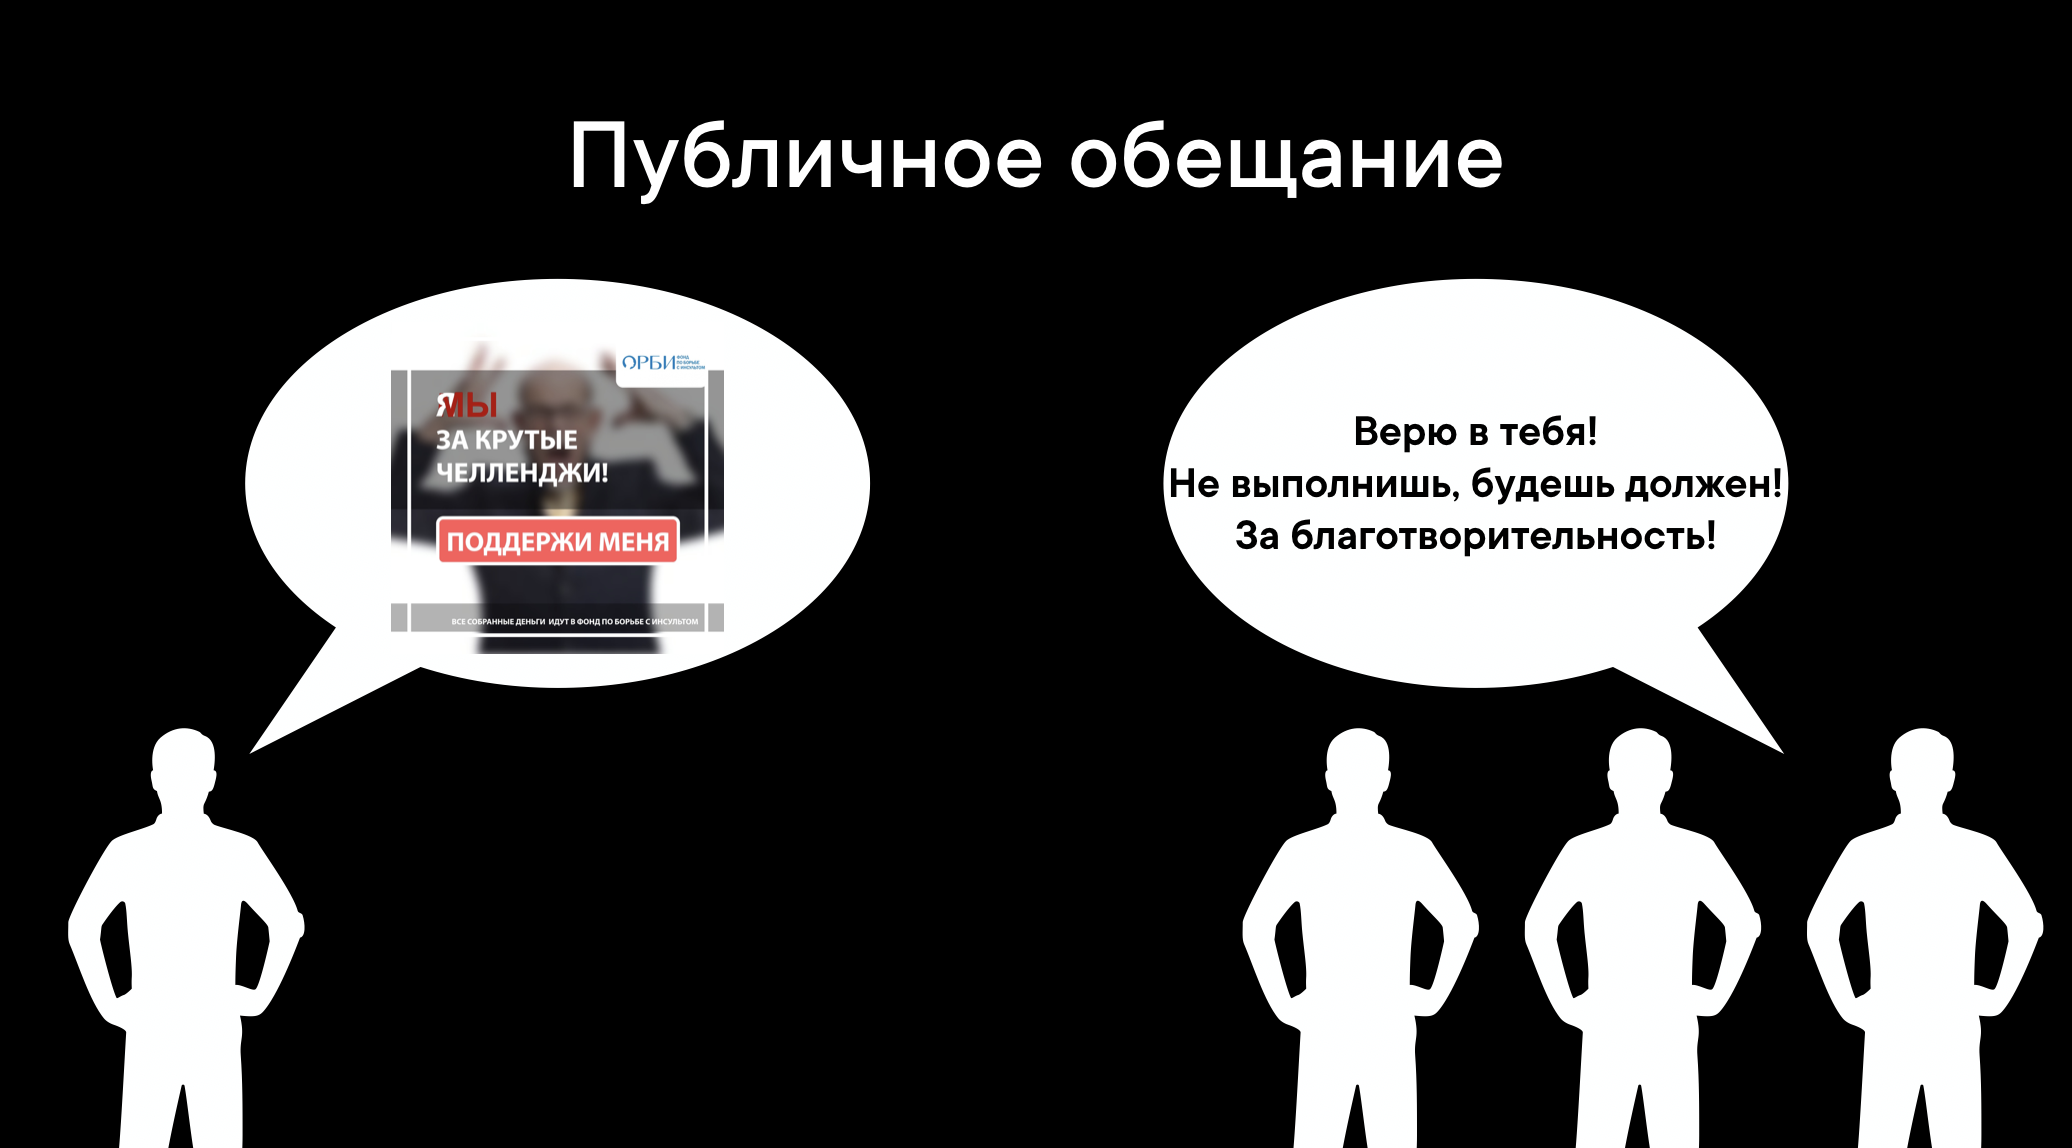 Публичное обещание
ОРБИ ФОНД
ПО БОРЬБЕ
С ИНСУЛЬТОМ
ЯМЫ
ЗА КРУТЫЕ
ЧЕЛЛЕНДЖИ!
ПОДДЕРЖИ МЕНЯ
ВСЕ СОБРАННЫЕ ДЕНЬГИ ИДУТ В ФОНД ПО БОРЬБЕ С ИНСУЛЬТОМ
Верю в тебя!
Не выполнишь, будешь должен!
За благотворительность!